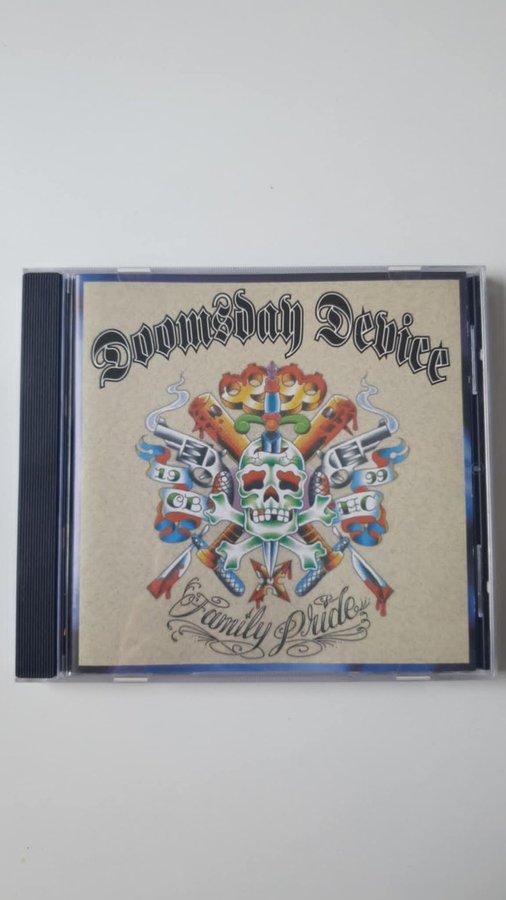 Doomsday Device
19 99
CB HC
Family Pride